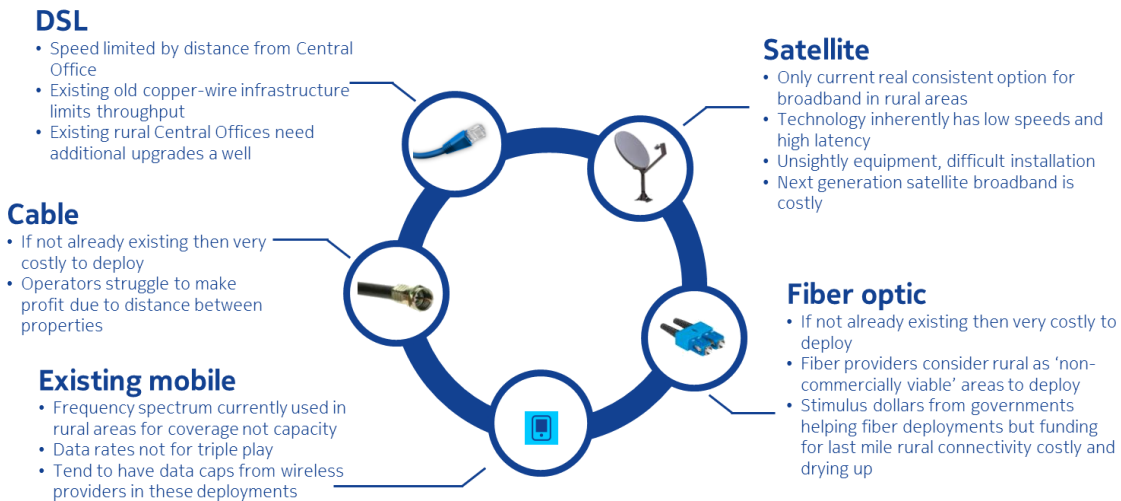 DSL
• Speed limited by distance from Central
Office
• Existing old copper-wire infrastructure
limits throughput
• Existing rural Central Offices need
additional upgrades a well
Satellite
• Only current real consistent option for
broadband in rural areas
• Technology inherently has low speeds and
high latency
• Unsightly equipment, difficult installation
• Next generation satellite broadband is
costly
Cable
• If not already existing then very
costly to deploy
• Operators struggle to make
profit due to distance between
properties
Fiber optic
• If not already existing then very costly to
deploy
• Fiber providers consider rural as ‘non-
commercially viable’ areas to deploy
• Stimulus dollars from governments
helping fiber deployments but funding
for last mile rural connectivity costly and
drying up
Existing mobile
• Frequency spectrum currently used in
rural areas for coverage not capacity
• Data rates not for triple play
• Tend to have data caps from wireless
providers in these deployments